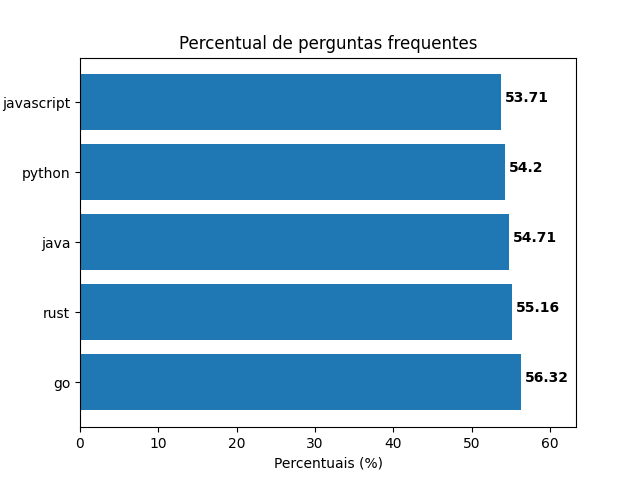 Percentual de perguntas frequentes
javascript 53.71
python 54.2
java 54.71
rust 55.16
go 56.32
0 10 20 30 40 50 60
Percentuais (%)